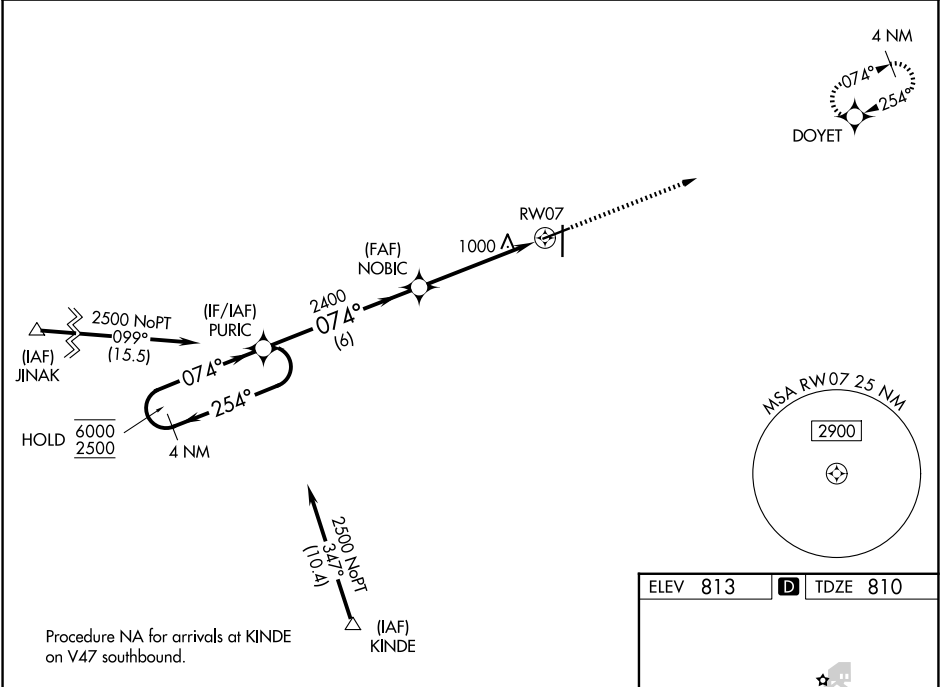 4 NM
074°
254°
DOYET
RW07
1000
(FAF)
NOBIC
2400
074°
(6)
(IF/IAF)
PURIC
2500 NoPT
099°
(15.5)
(IAF)
JINAK
074°
254°
HOLD 6000
2500
4 NM
MSA RW07 25 NM
2900
2500 NoPT
347°
(10.4)
(IAF)
KINDE
Procedure NA for arrivals at KINDE
on V47 southbound.
ELEV 813 D TDZE 810